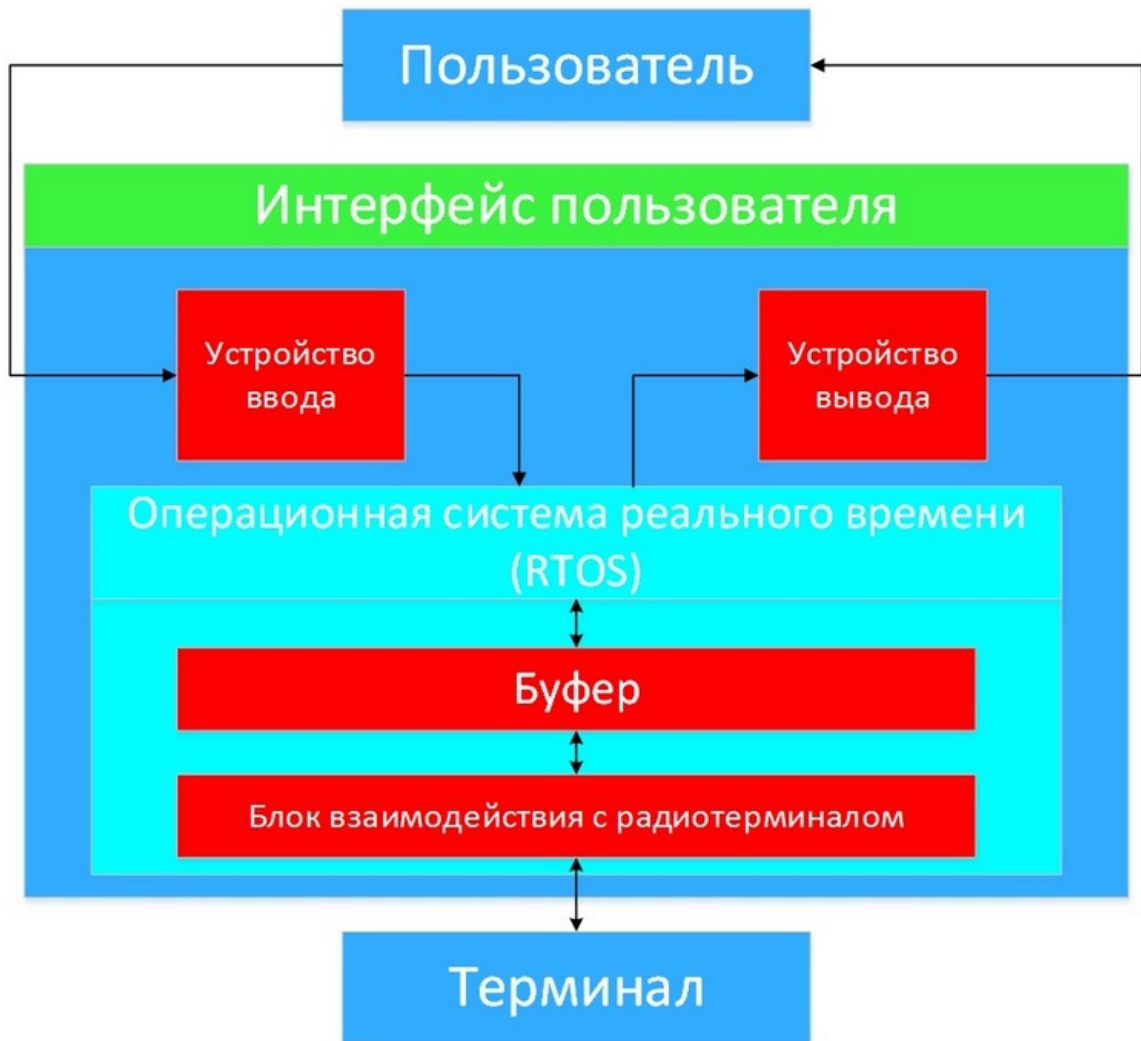 Пользователь
Интерфейс пользователя
Устройство
ввода
Устройство
вывода
Операционная система реального времени
(RTOS)
Буфер
Блок взаимодействия с радиотерминалом
Терминал